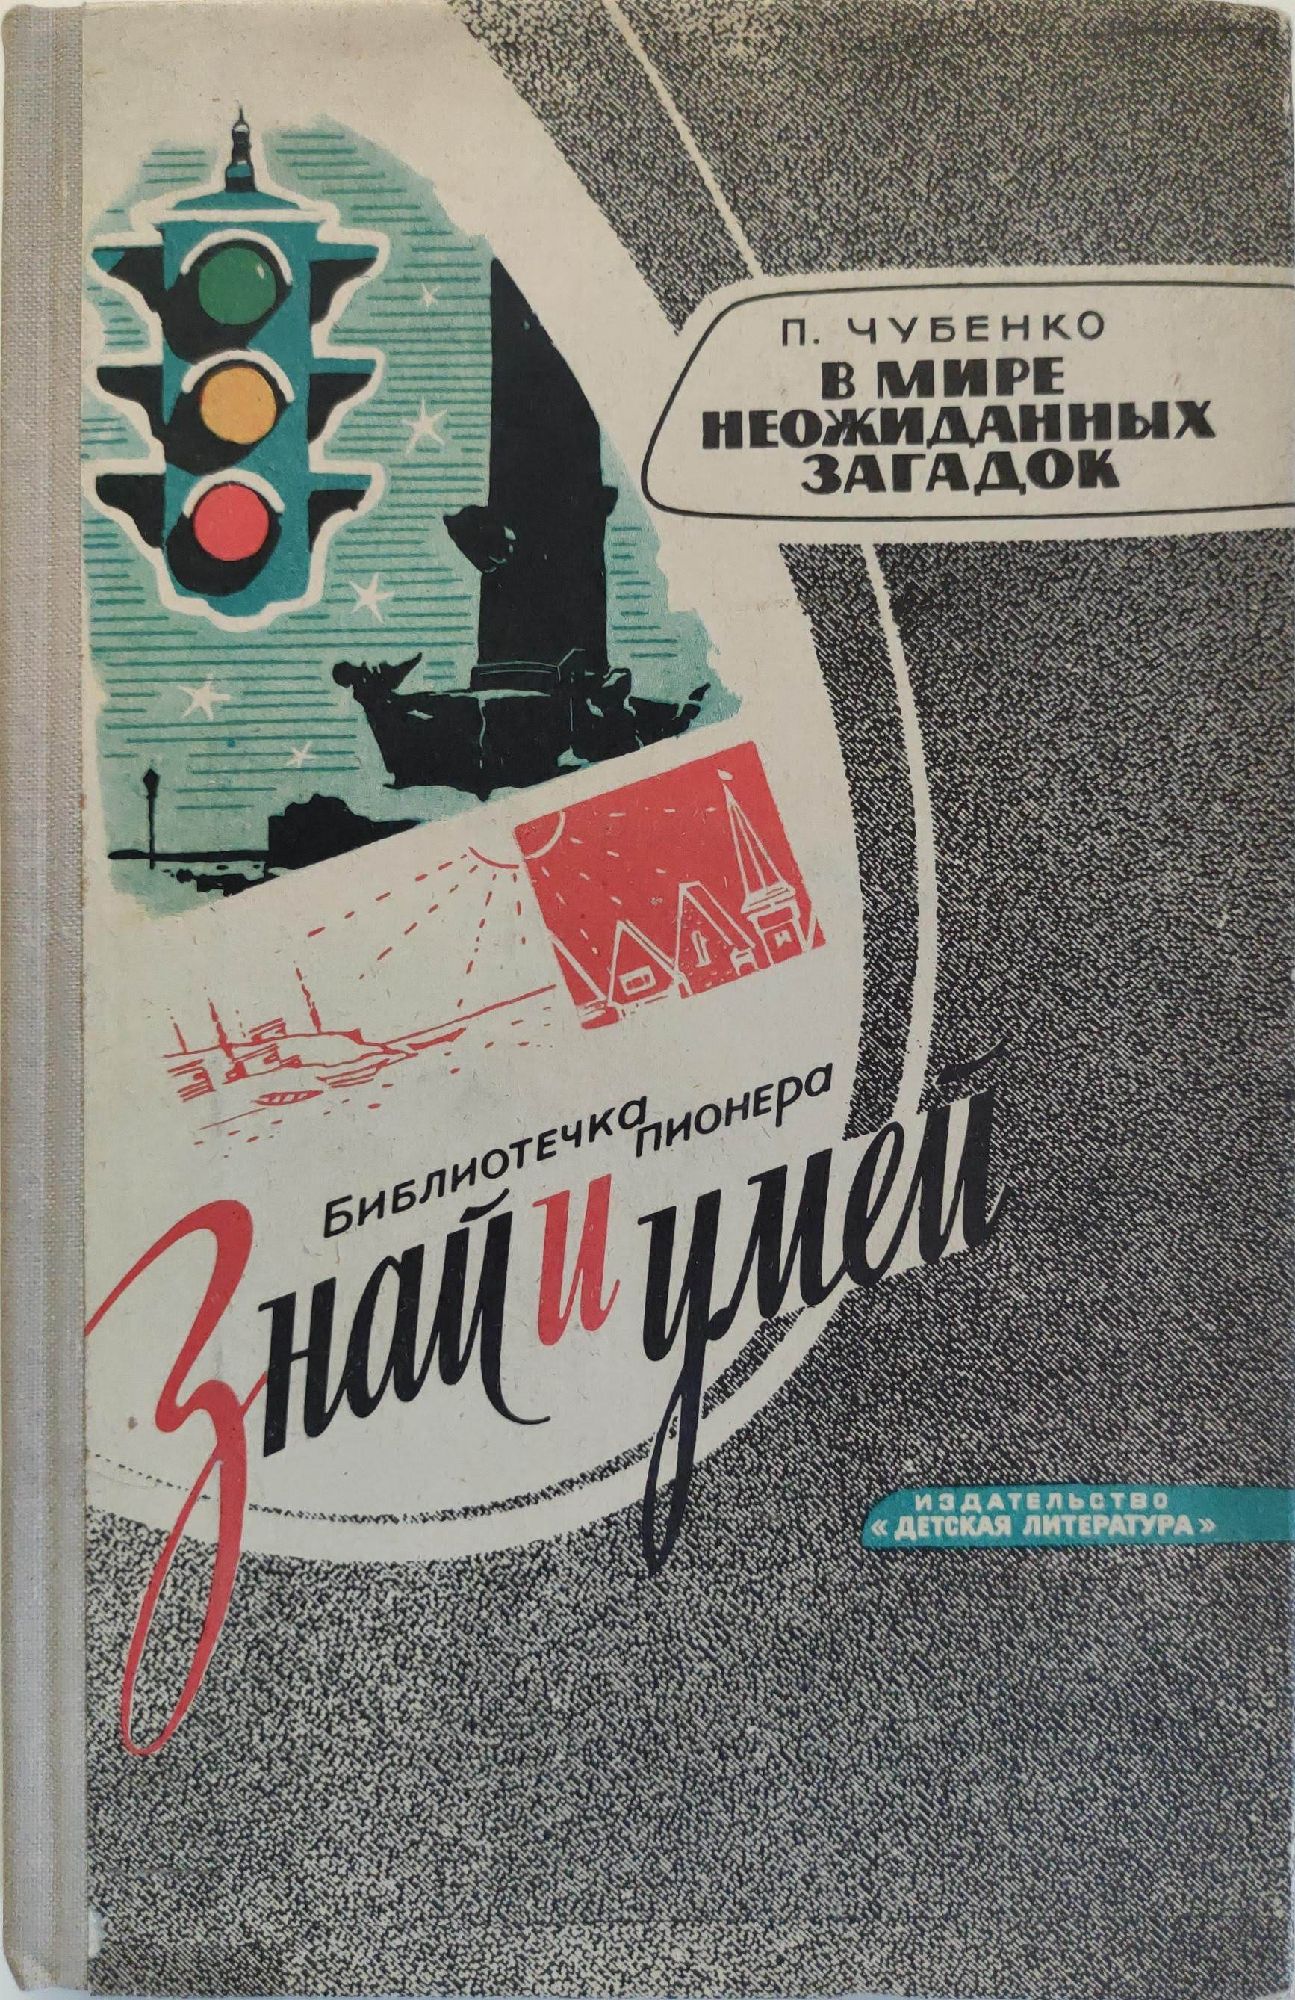 П. ЧУБЕНКО
В МИРЕ
НЕОЖИДАННЫХ
ЗАГАДОК
Библиотечка
пионера
Знай и умей
ИЗДАТЕЛЬСТВО
«ДЕТСКАЯ ЛИТЕРАТУРА»